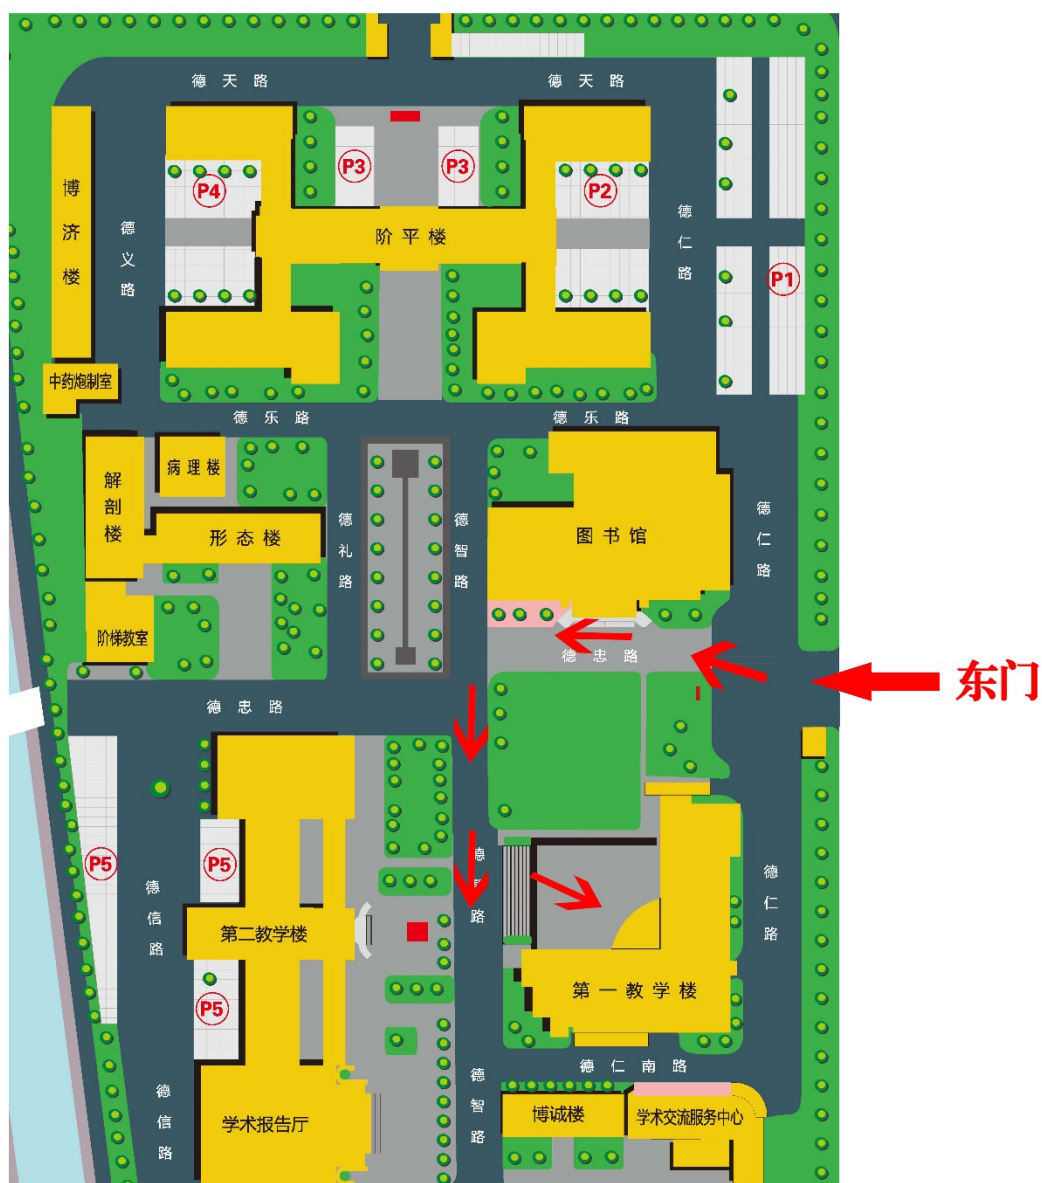 德天路
德天路
P3
P3
P4
P2
博济楼
德义路
阶平楼
德仁路
P1
中药炮制室
德乐路
德乐路
解剖楼
病理楼
形态楼
德礼路
德智路
图书馆
德仁路
阶梯教室
德忠路
东门
德忠路
P5
P5
德
路
德信路
德仁路
第二教学楼
第一教学楼
P5
德仁南路
德信路
德智路
学术报告厅
博诚楼
学术交流服务中心